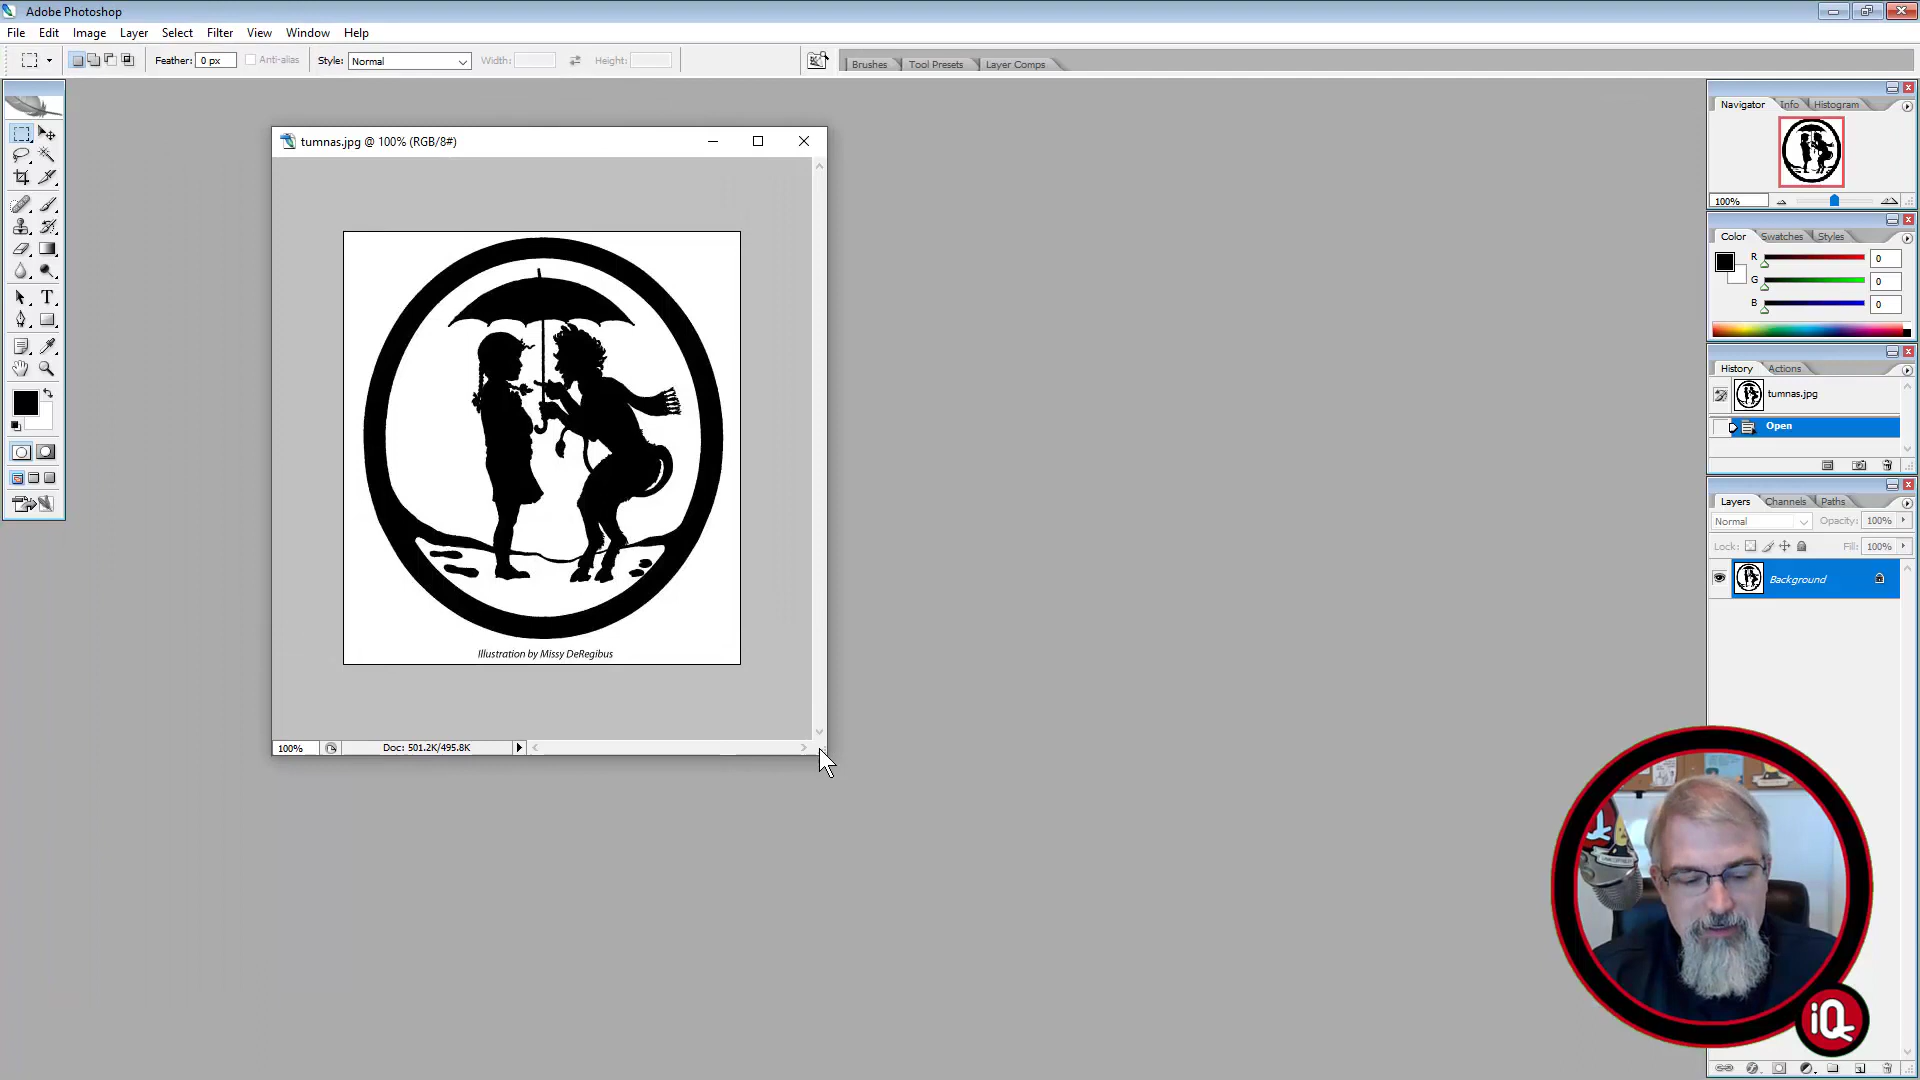 Adobe Photoshop
File Edit Image Layer Select Filter View Window Help
Feather: 0 px Anti-alias Style: Normal Width: Height: Brushes Tool Presets Layer Comps
tumnas.jpg @ 100% (RGB/8#)
Illustration by Missy DeRegibus
100% Doc: 501.2K/495.8K
Navigator Info Histogram
100%
Color Swatches Styles
R 0
G 0
B 0
History Actions
tumnas.jpg
Open
Layers Channels Paths
Normal Opacity: 100%
Lock: Fill: 100%
Background
iQ